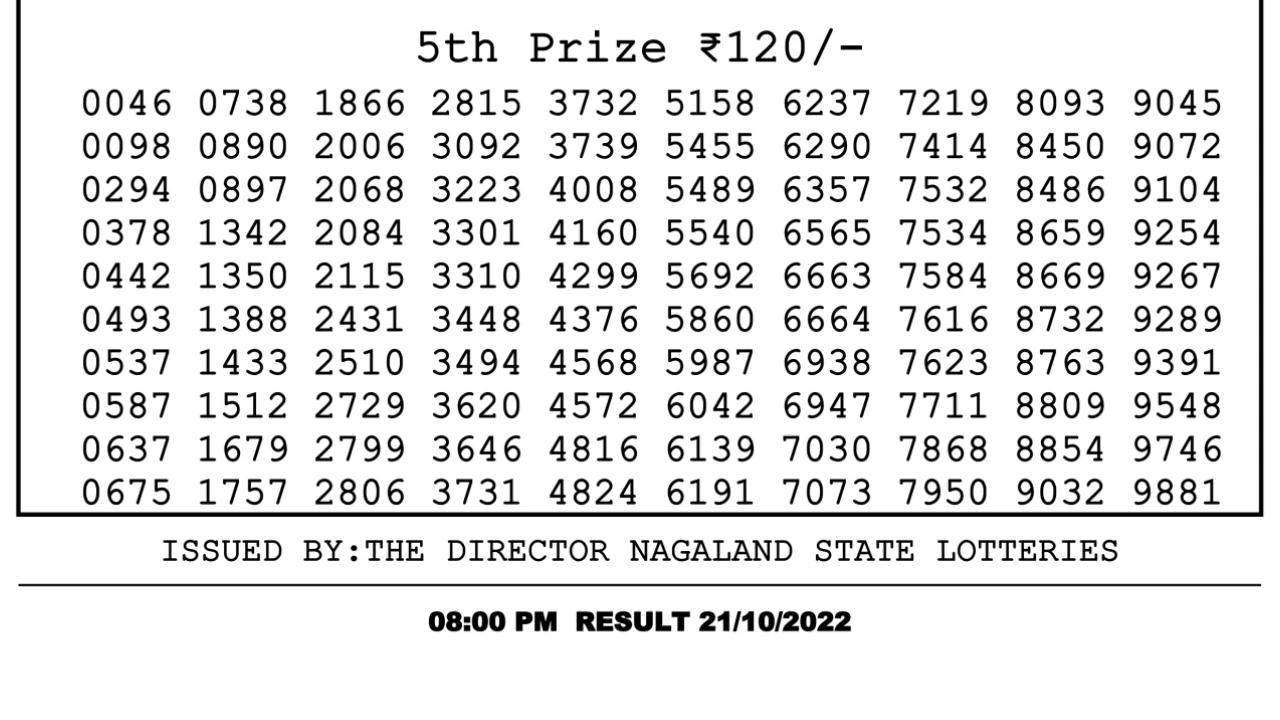 5th Prize ₹120/-
0046 0738 1866 2815 3732 5158 6237 7219 8093 9045
0098 0890 2006 3092 3739 5455 6290 7414 8450 9072
0294 0897 2068 3223 4008 5489 6357 7532 8486 9104
0378 1342 2084 3301 4160 5540 6565 7534 8659 9254
0442 1350 2115 3310 4299 5692 6663 7584 8669 9267
0493 1388 2431 3448 4376 5860 6664 7616 8732 9289
0537 1433 2510 3494 4568 5987 6938 7623 8763 9391
0587 1512 2729 3620 4572 6042 6947 7711 8809 9548
0637 1679 2799 3646 4816 6139 7030 7868 8854 9746
0675 1757 2806 3731 4824 6191 7073 7950 9032 9881
ISSUED BY:THE DIRECTOR NAGALAND STATE LOTTERIES
08:00 PM RESULT 21/10/2022